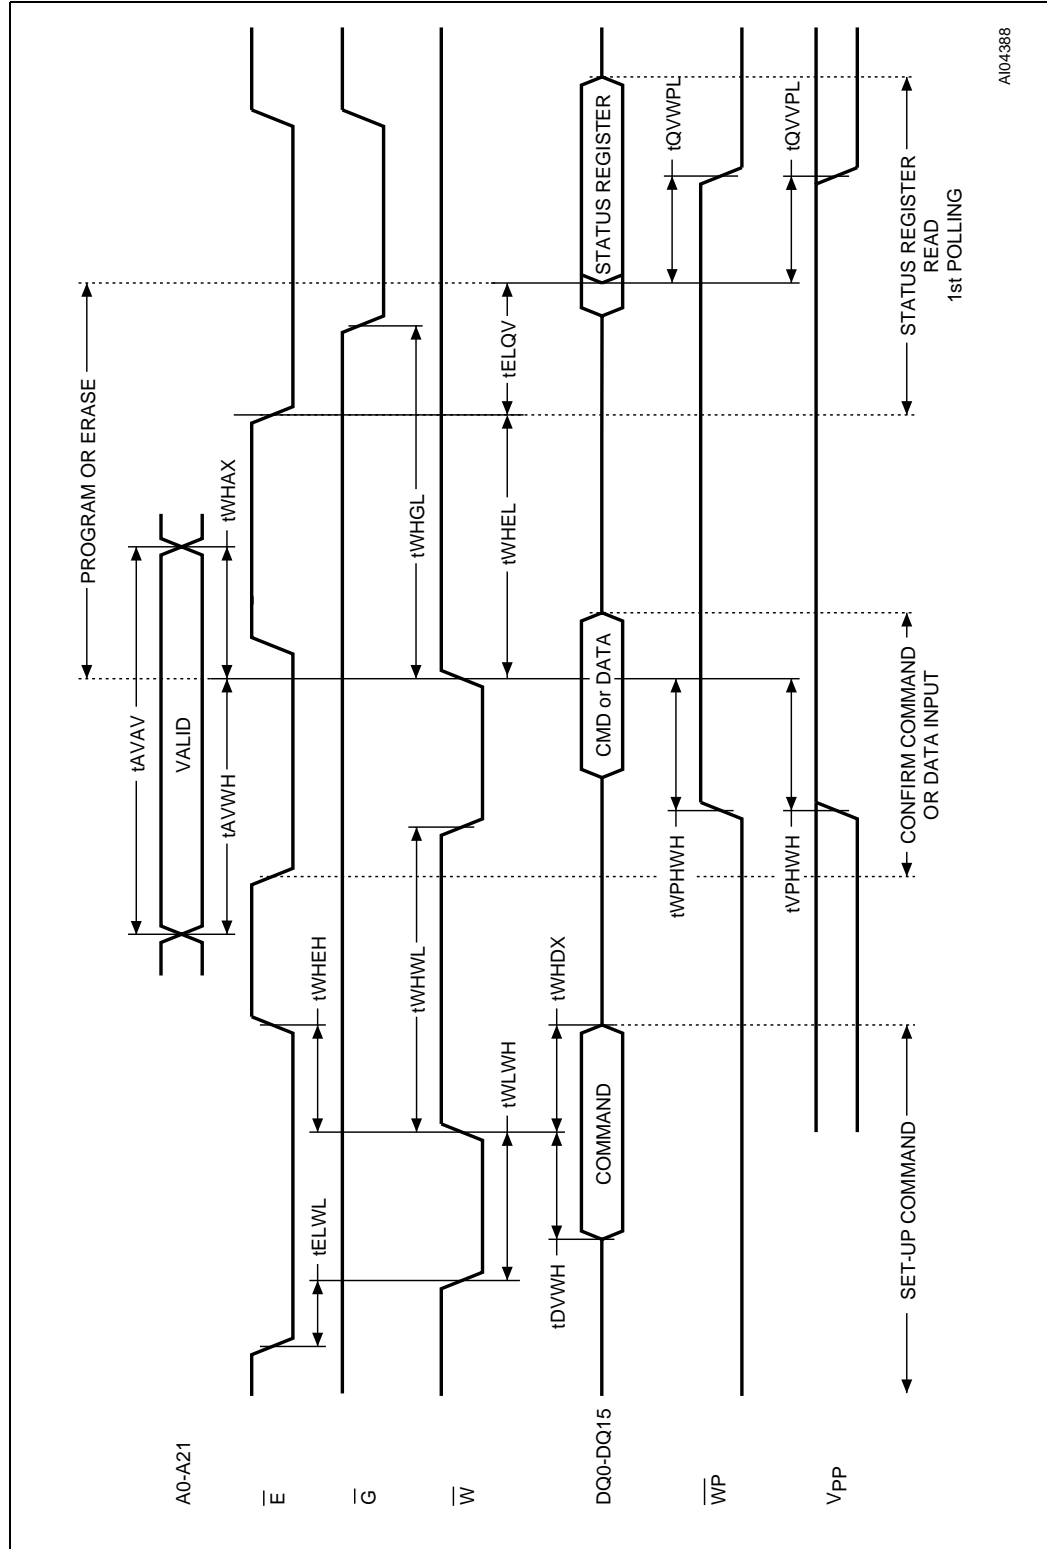 PROGRAM OR ERASE
tAVAV
A0-A21
VALID
tAVWH
tWHAX
E
tELWL
tWHEH
G
tWHWL
tWHGL
W
tWLWH
tWHEL
tELQV
tDVWH
tWHDX
DQ0-DQ15
COMMAND
CMD or DATA
STATUS REGISTER
tWPHWH
tQVWPL
WP
tVPHWH
tQVVPL
VPP
SET-UP COMMAND
CONFIRM COMMAND
OR DATA INPUT
STATUS REGISTER
READ
1st POLLING
AI04388